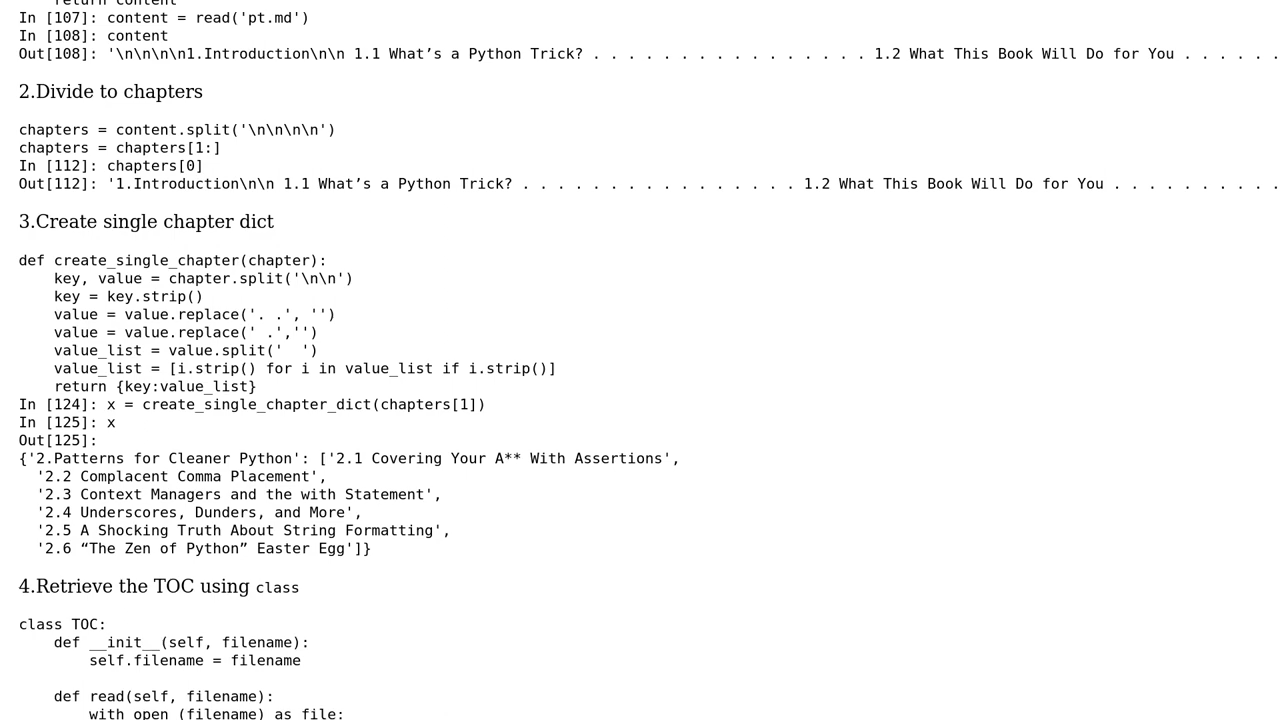 return content
In [107]: content = read('pt.md')
In [108]: content
Out[108]: '\n\n\n\n1.Introduction\n\n 1.1 What’s a Python Trick? . . . . . . . . . . . . . . . . 1.2 What This Book Will Do for You . . . . . .
2.Divide to chapters
chapters = content.split('\n\n\n\n')
chapters = chapters[1:]
In [112]: chapters[0]
Out[112]: '1.Introduction\n\n 1.1 What’s a Python Trick? . . . . . . . . . . . . . . . . 1.2 What This Book Will Do for You . . . . . . . . . .
3.Create single chapter dict
def create_single_chapter(chapter):
    key, value = chapter.split('\n\n')
    key = key.strip()
    value = value.replace('. .', '')
    value = value.replace(' .','')
    value_list = value.split('  ')
    value_list = [i.strip() for i in value_list if i.strip()]
    return {key:value_list}
In [124]: x = create_single_chapter_dict(chapters[1])
In [125]: x
Out[125]:
{'2.Patterns for Cleaner Python': ['2.1 Covering Your A** With Assertions',
  '2.2 Complacent Comma Placement',
  '2.3 Context Managers and the with Statement',
  '2.4 Underscores, Dunders, and More',
  '2.5 A Shocking Truth About String Formatting',
  '2.6 “The Zen of Python” Easter Egg']}
4.Retrieve the TOC using class
class TOC:
    def __init__(self, filename):
        self.filename = filename
    def read(self, filename):
        with open (filename) as file: